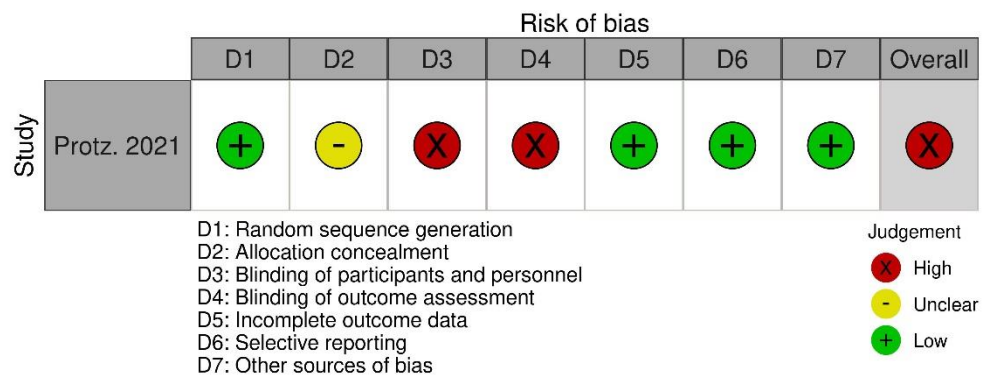 Risk of bias
D1 D2 D3 D4 D5 D6 D7 Overall
Study
Protz. 2021 + - X X + + + X
D1: Random sequence generation
D2: Allocation concealment
D3: Blinding of participants and personnel
D4: Blinding of outcome assessment
D5: Incomplete outcome data
D6: Selective reporting
D7: Other sources of bias
Judgement
X High
- Unclear
+ Low